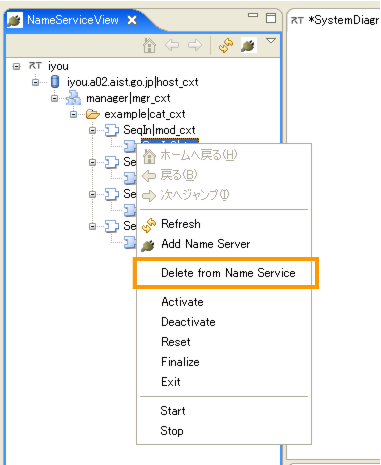 NameServiceView
RT *SystemDiagr
RT iyou
iyou.a02.aist.go.jp|host_cxt
manager|mgr_cxt
example|cat_cxt
SeqIn|mod_cxt
Se
Se
Se
ホームへ戻る(H)
戻る(B)
次へジャンプ(I)
Refresh
Add Name Server
Delete from Name Service
Activate
Deactivate
Reset
Finalize
Exit
Start
Stop